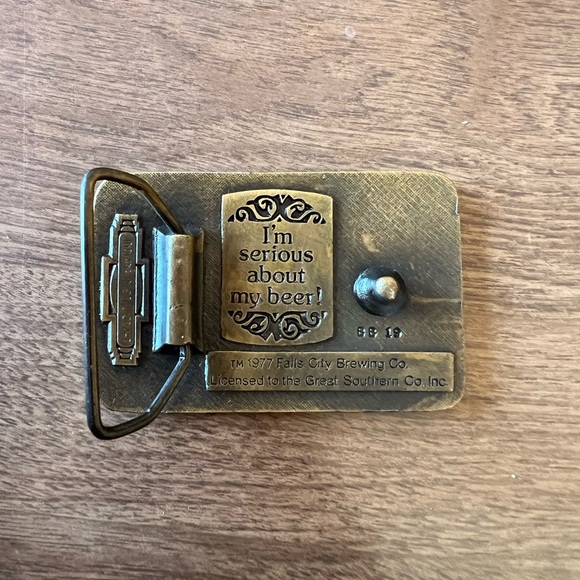 I'm
serious
about
my beer!
BB 19
TM 1977 Falls City Brewing Co.
Licensed to the Great Southern Co, Inc.